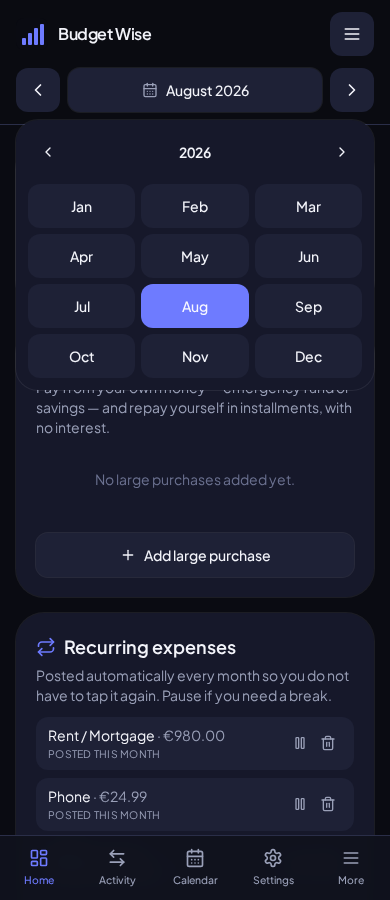 Budget Wise
August 2026
2026
Jan Feb Mar
Apr May Jun
Jul Aug Sep
Oct Nov Dec
savings — and repay yourself in installments, with
no interest.
No large purchases added yet.
Add large purchase
Recurring expenses
Posted automatically every month so you do not
have to tap it again. Pause if you need a break.
Rent / Mortgage · €980.00
POSTED THIS MONTH
Phone · €24.99
POSTED THIS MONTH
Home Activity Calendar Settings More